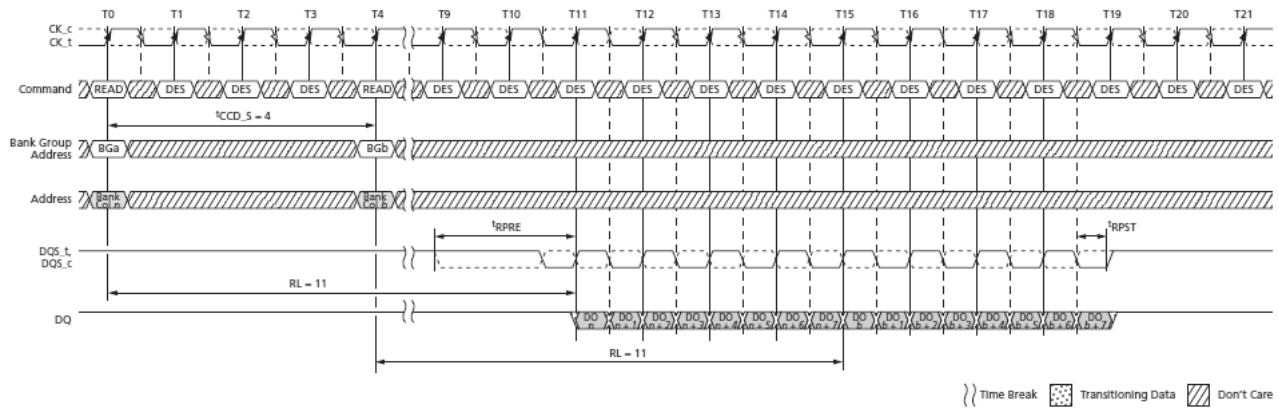 T0 T1 T2 T3 T4 T9 T10 T11 T12 T13 T14 T15 T16 T17 T18 T19 T20 T21
CK_c
CK_t
Command READ DES DES DES READ DES DES DES DES DES DES DES DES DES DES DES DES DES
tCCD_S = 4
Bank Group
Address
BGa BGb
Address
Bank
Col n
Bank
Col b
tRPRE tRPST
DQS_t,
DQS_c
RL = 11
DQ
DO
n
DO
n + 1
DO
n + 2
DO
n + 3
DO
n + 4
DO
n + 5
DO
n + 6
DO
n + 7
DO
b
DO
b + 1
DO
b + 2
DO
b + 3
DO
b + 4
DO
b + 5
DO
b + 6
DO
b + 7
RL = 11
Time Break Transitioning Data Don't Care